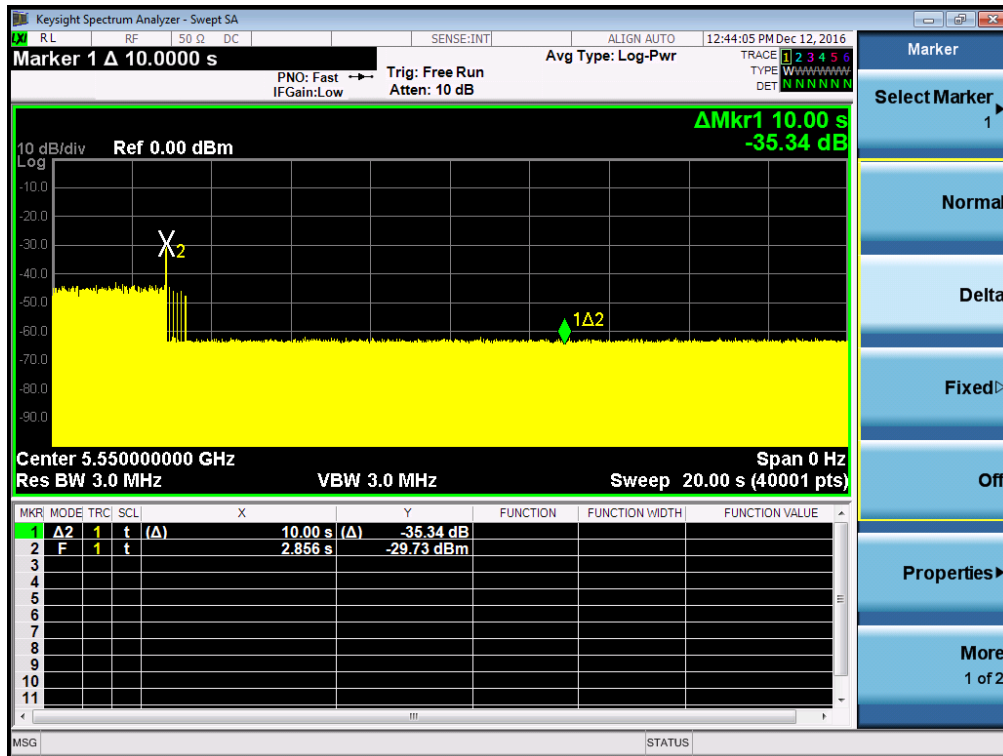 Keysight Spectrum Analyzer - Swept SA
LXI RL RF 50 Ω DC SENSE:INT ALIGN AUTO 12:44:05 PM Dec 12, 2016
Marker 1 Δ 10.0000 s
PNO: Fast
IFGain:Low
Trig: Free Run
Atten: 10 dB
Avg Type: Log-Pwr
TRACE 1 2 3 4 5 6
TYPE WWWWWW
DET N N N N N N
ΔMkr1 10.00 s
-35.34 dB
10 dB/div Ref 0.00 dBm
Log
-10.0
-20.0
-30.0
-40.0
-50.0
-60.0
-70.0
-80.0
-90.0
2
1Δ2
Center 5.550000000 GHz Span 0 Hz
Res BW 3.0 MHz VBW 3.0 MHz Sweep 20.00 s (40001 pts)
MKR MODE TRC SCL X Y FUNCTION FUNCTION WIDTH FUNCTION VALUE
1 Δ2 1 t (Δ) 10.00 s (Δ) -35.34 dB
2 F 1 t 2.856 s -29.73 dBm
3
4
5
6
7
8
9
10
11
MSG STATUS
Marker
Select Marker
1
Normal
Delta
Fixed
Off
Properties
More
1 of 2